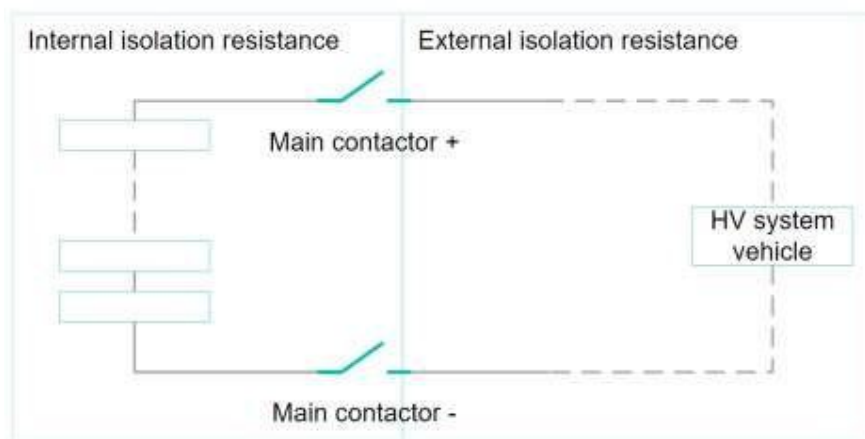 Internal isolation resistance
External isolation resistance
Main contactor +
HV system
vehicle
Main contactor -